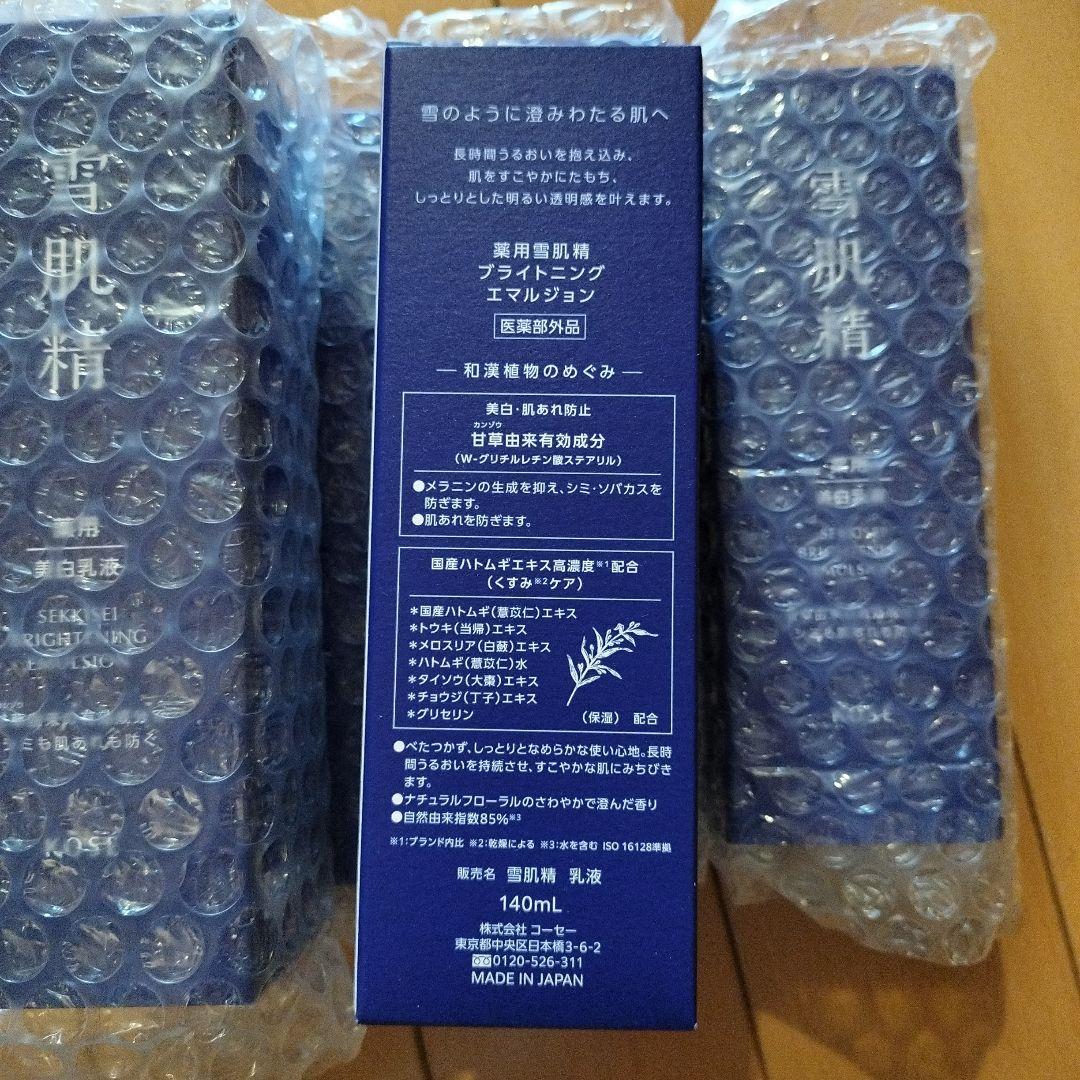 雪のように澄みわたる肌へ
長時間うるおいを抱え込み、
肌をすこやかにたもち、
しっとりとした明るい透明感を叶えます。
薬用雪肌精
ブライトニング
エマルジョン
医薬部外品
和漢植物のめぐみ
美白・肌あれ防止
カンゾウ
甘草由来有効成分
(W-グリチルレチン酸ステアリル)
●メラニンの生成を抑え、シミ・ソバカスを
防ぎます。
●肌あれを防ぎます。
国産ハトムギエキス高濃度※1配合
(くすみ※2ケア)
*国産ハトムギ(薏苡仁)エキス
*トウキ(当帰)エキス
*メロスリア(白蘞)エキス
*ハトムギ(薏苡仁)水
*タイソウ(大棗)エキス
*チョウジ(丁子)エキス
*グリセリン
(保湿) 配合
●べたつかず、しっとりとなめらかな使い心地。長時
間うるおいを持続させ、すこやかな肌にみちびき
ます。
●ナチュラルフローラルのさわやかで澄んだ香り
●自然由来指数85%※3
※1:ブランド内比 ※2:乾燥による ※3:水を含む ISO 16128準拠
販売名 雪肌精 乳液
140mL
株式会社 コーセー
東京都中央区日本橋3-6-2
0120-526-311
MADE IN JAPAN
雪肌精
薬用
美白乳液
SEKKISEI
BRIGHTENING
EMULSION
シミも肌あれも防ぐ
KOSÉ
雪肌精
KOSÉ